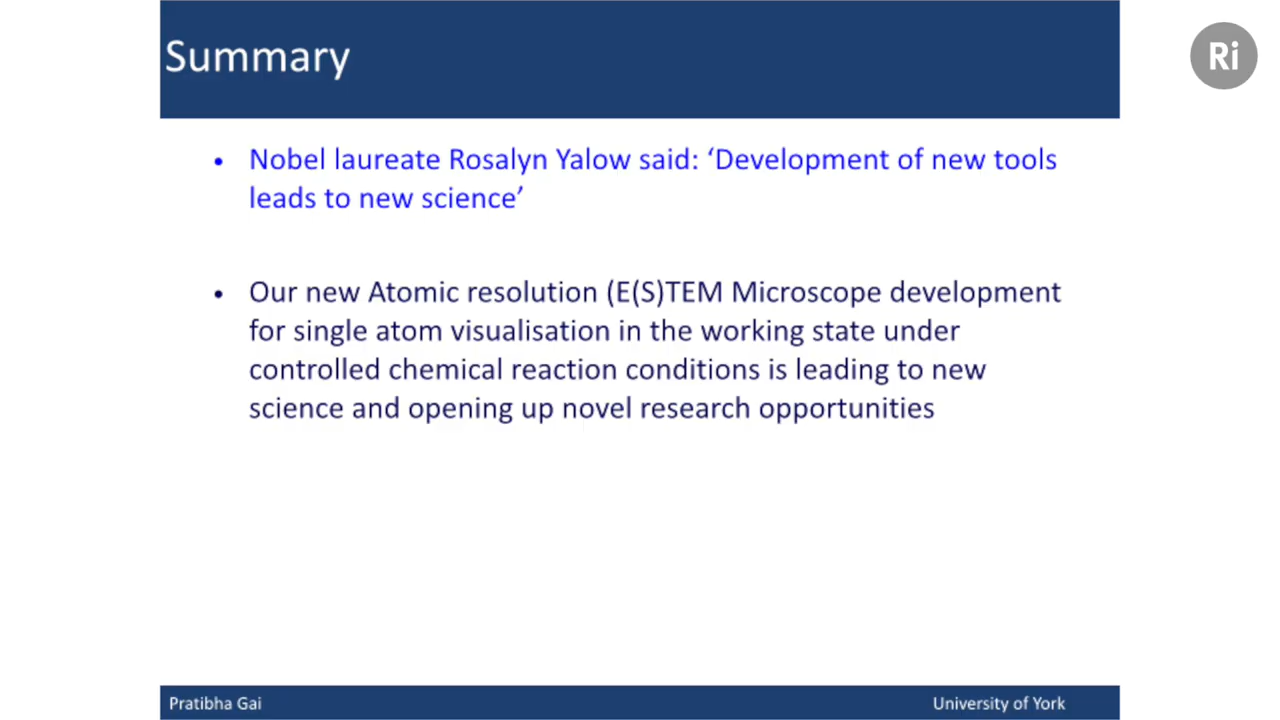 Summary
Ri
• Nobel laureate Rosalyn Yalow said: ‘Development of new tools
leads to new science’
• Our new Atomic resolution (E(S)TEM Microscope development
for single atom visualisation in the working state under
controlled chemical reaction conditions is leading to new
science and opening up novel research opportunities
Pratibha Gai
University of York